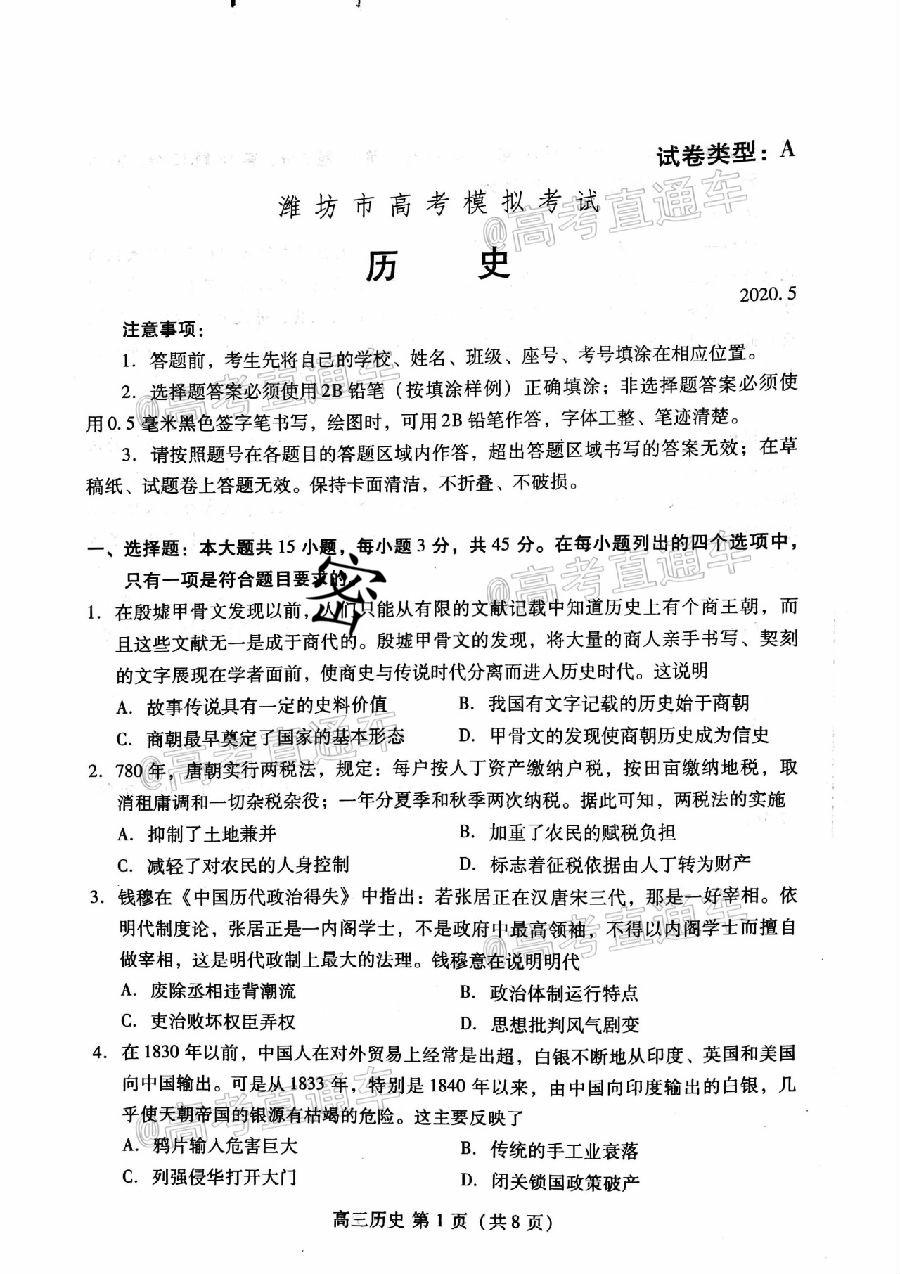 试卷类型：A
潍坊市高考模拟考试
@高考直通车
历 史
2020.5
注意事项：
1．答题前，考生先将自己的学校、姓名、班级、座号、考号填涂在相应位置。
2．选择题答案必须使用2B铅笔（按填涂样例）正确填涂；非选择题答案必须使
用0.5毫米黑色签字笔书写，绘图时，可用2B铅笔作答，字体工整、笔迹清楚。
@高考直通车
3．请按照题号在各题目的答题区域内作答，超出答题区域书写的答案无效；在草
稿纸、试题卷上答题无效。保持卡面清洁，不折叠、不破损。
一、选择题：本大题共15小题，每小题3分，共45分。在每小题列出的四个选项中，
只有一项是符合题目要求的
密
@高考直通车
1．在殷墟甲骨文发现以前，人们只能从有限的文献记载中知道历史上有个商王朝，而
且这些文献无一是成于商代的。殷墟甲骨文的发现，将大量的商人亲手书写、契刻
的文字展现在学者面前，使商史与传说时代分离而进入历史时代。这说明
A．故事传说具有一定的史料价值 B．我国有文字记载的历史始于商朝
C．商朝最早奠定了国家的基本形态 D．甲骨文的发现使商朝历史成为信史
@高考直通车
2．780年，唐朝实行两税法，规定：每户按人丁资产缴纳户税，按田亩缴纳地税，取
消租庸调和一切杂税杂役；一年分夏季和秋季两次纳税。据此可知，两税法的实施
A．抑制了土地兼并 B．加重了农民的赋税负担
C．减轻了对农民的人身控制 D．标志着征税依据由人丁转为财产
3．钱穆在《中国历代政治得失》中指出：若张居正在汉唐宋三代，那是一好宰相。依
明代制度论，张居正是一内阁学士，不是政府中最高领袖，不得以内阁学士而擅自
做宰相，这是明代政制上最大的法理。钱穆意在说明明代
@高考直通车
A．废除丞相违背潮流 B．政治体制运行特点
C．吏治败坏权臣弄权 D．思想批判风气剧变
4．在1830年以前，中国人在对外贸易上经常是出超，白银不断地从印度、英国和美国
向中国输出。可是从1833年，特别是1840年以来，由中国向印度输出的白银，几
乎使天朝帝国的银源有枯竭的危险。这主要反映了
@高考直通车
A．鸦片输入危害巨大 B．传统的手工业衰落
C．列强侵华打开大门 D．闭关锁国政策破产
高三历史 第1页（共8页）